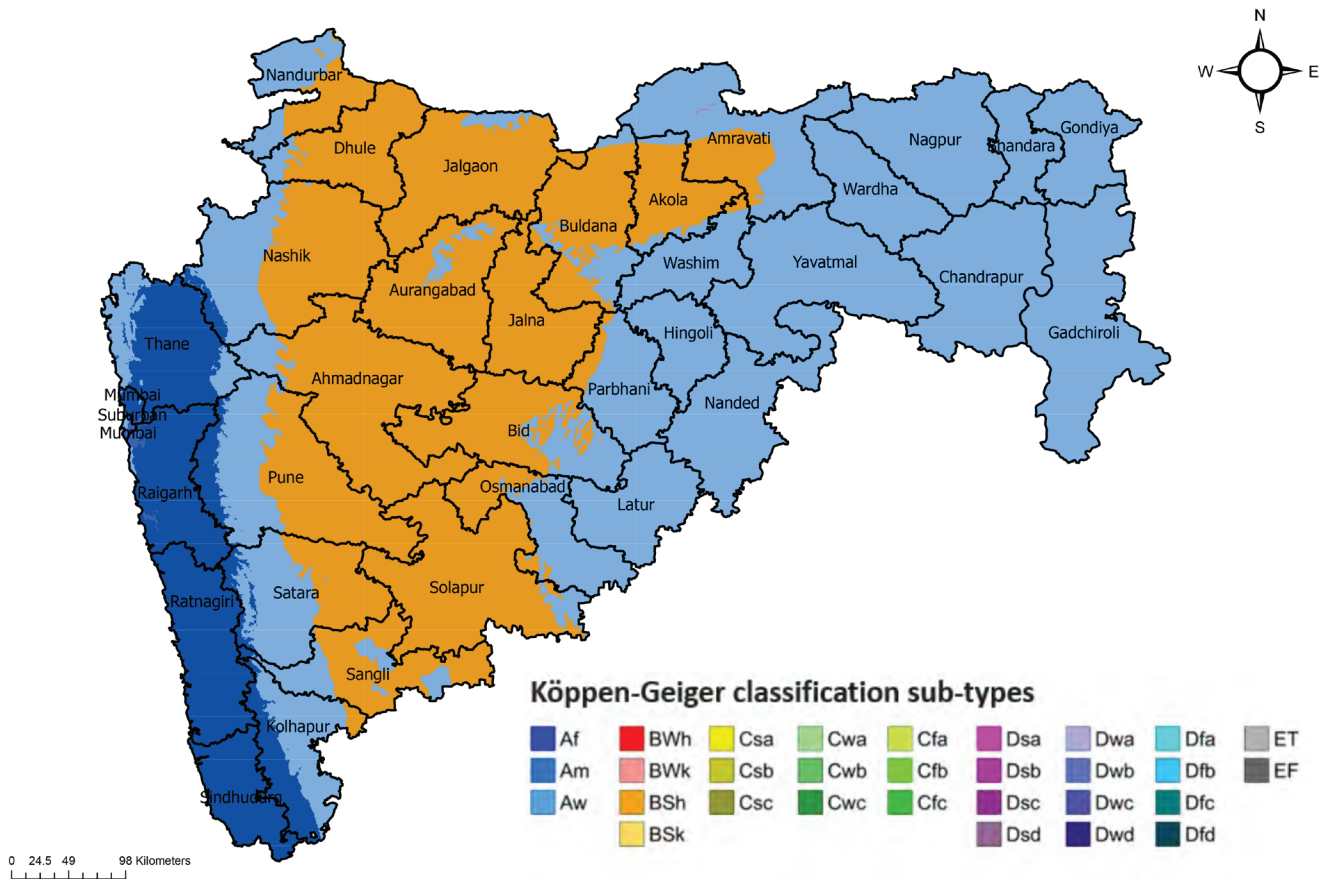 N
W E
S
Nandurbar
Dhule
Jalgaon
Amravati
Nagpur
Bhandara
Gondiya
Wardha
Akola
Buldana
Nashik
Washim
Yavatmal
Chandrapur
Aurangabad
Jalna
Hingoli
Gadchiroli
Thane
Ahmadnagar
Parbhani
Nanded
Mumbai
Suburban
Mumbai
Bid
Pune
Raigarh
Osmanabad
Latur
Satara
Solapur
Ratnagiri
Sangli
Kolhapur
Sindhudurg
Köppen-Geiger classification sub-types
Af BWh Csa Cwa Cfa Dsa Dwa Dfa ET
Am BWk Csb Cwb Cfb Dsb Dwb Dfb EF
Aw BSh Csc Cwc Cfc Dsc Dwc Dfc
BSk Dsd Dwd Dfd
0 24.5 49 98 Kilometers